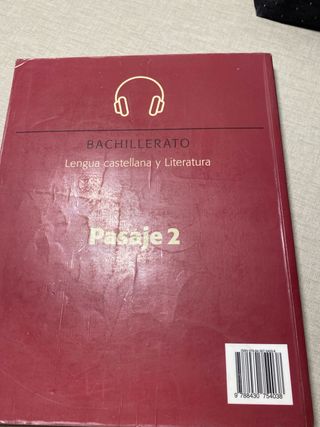 BACHILLERATO
Lengua castellana y Literatura
Pasaje 2
9 788430 754038